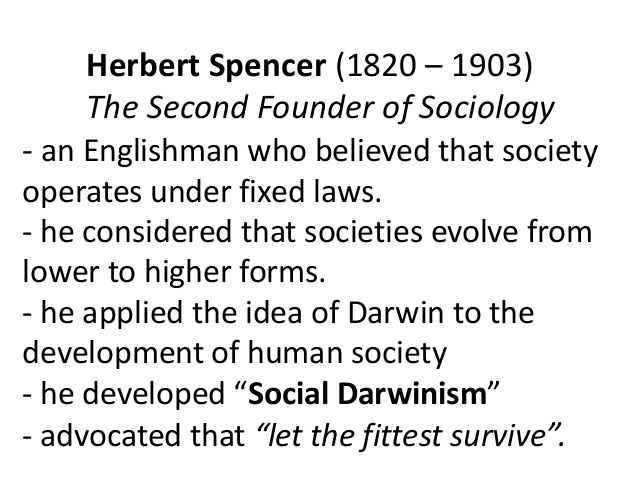 Herbert Spencer (1820 – 1903)
The Second Founder of Sociology
- an Englishman who believed that society
operates under fixed laws.
- he considered that societies evolve from
lower to higher forms.
- he applied the idea of Darwin to the
development of human society
- he developed “Social Darwinism”
- advocated that “let the fittest survive”.